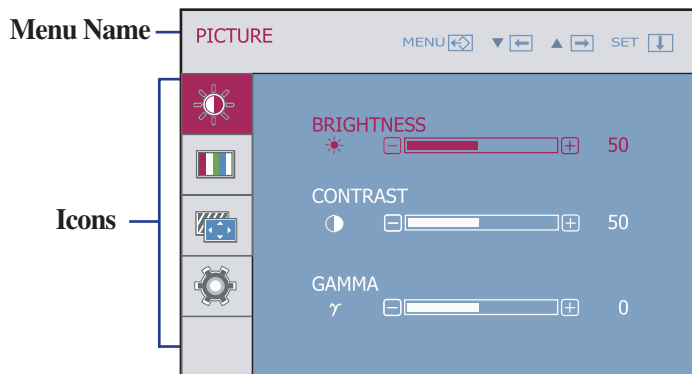 Menu Name
PICTURE
MENU ▼ ▲ SET
BRIGHTNESS
50
CONTRAST
50
Icons
GAMMA
γ 0